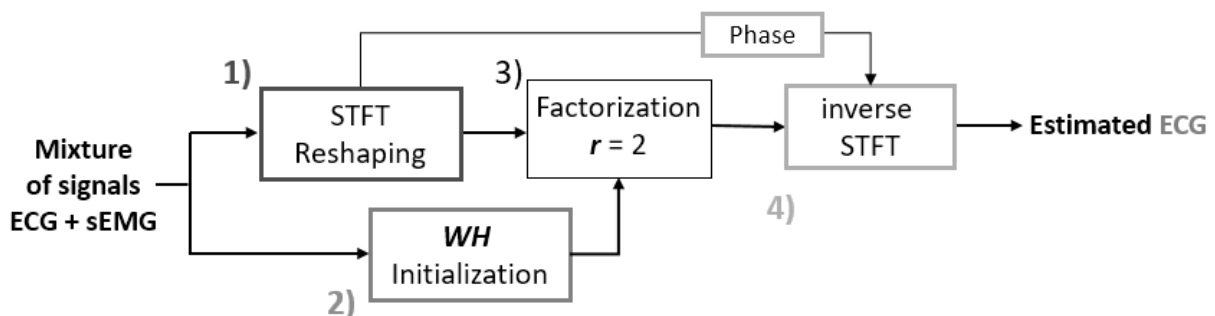 Phase
1)
3)
STFT
Reshaping
Factorization
r = 2
inverse
STFT
Estimated ECG
Mixture
of signals
ECG + sEMG
4)
WH
Initialization
2)